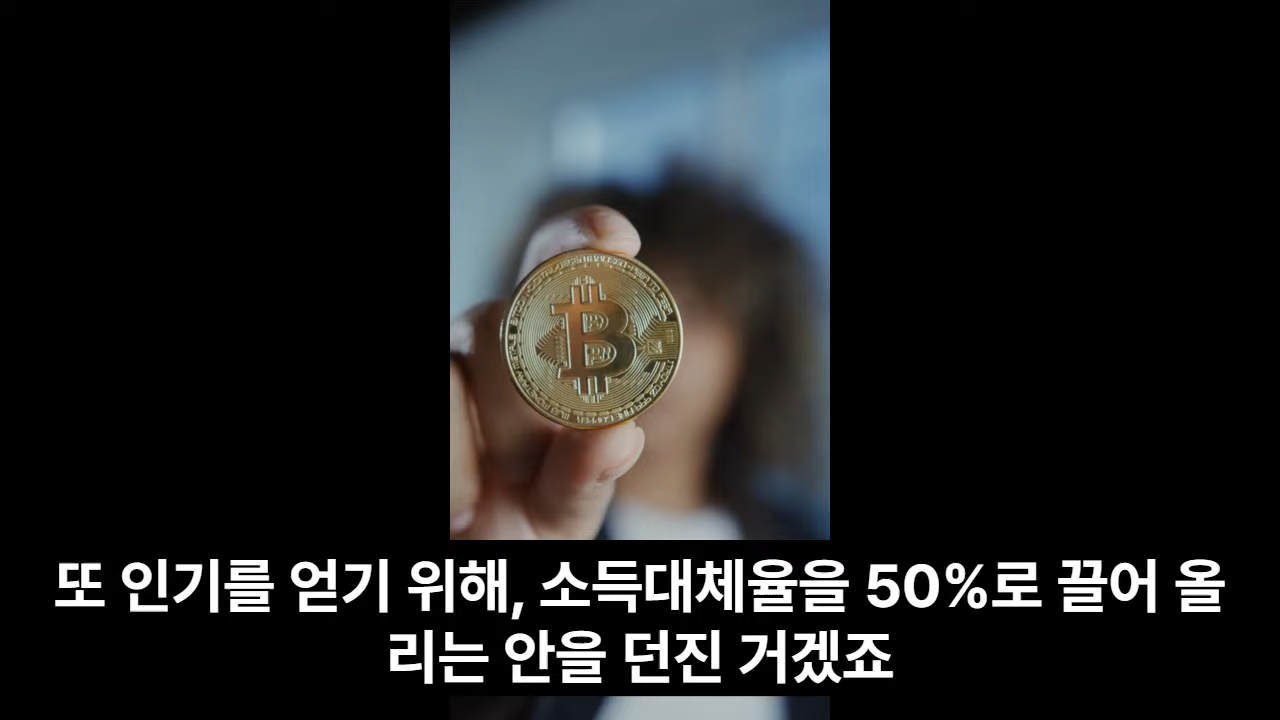 또 인기를 얻기 위해, 소득대체율을 50%로 끌어 올
리는 안을 던진 거겠죠